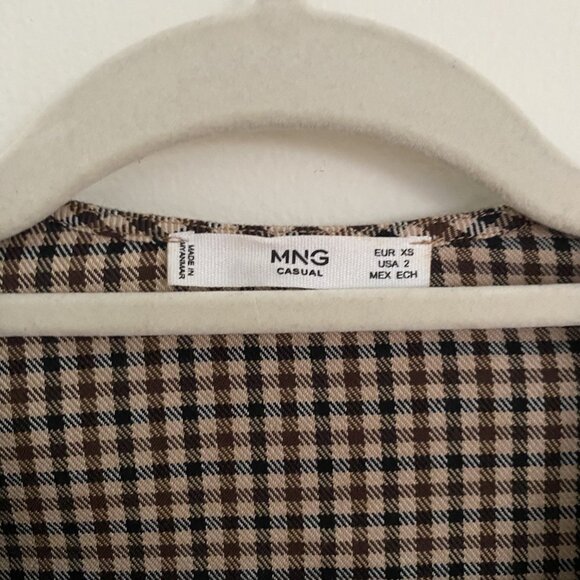 MADE IN
MYANMAR
MNG
CASUAL
EUR XS
USA 2
MEX ECH